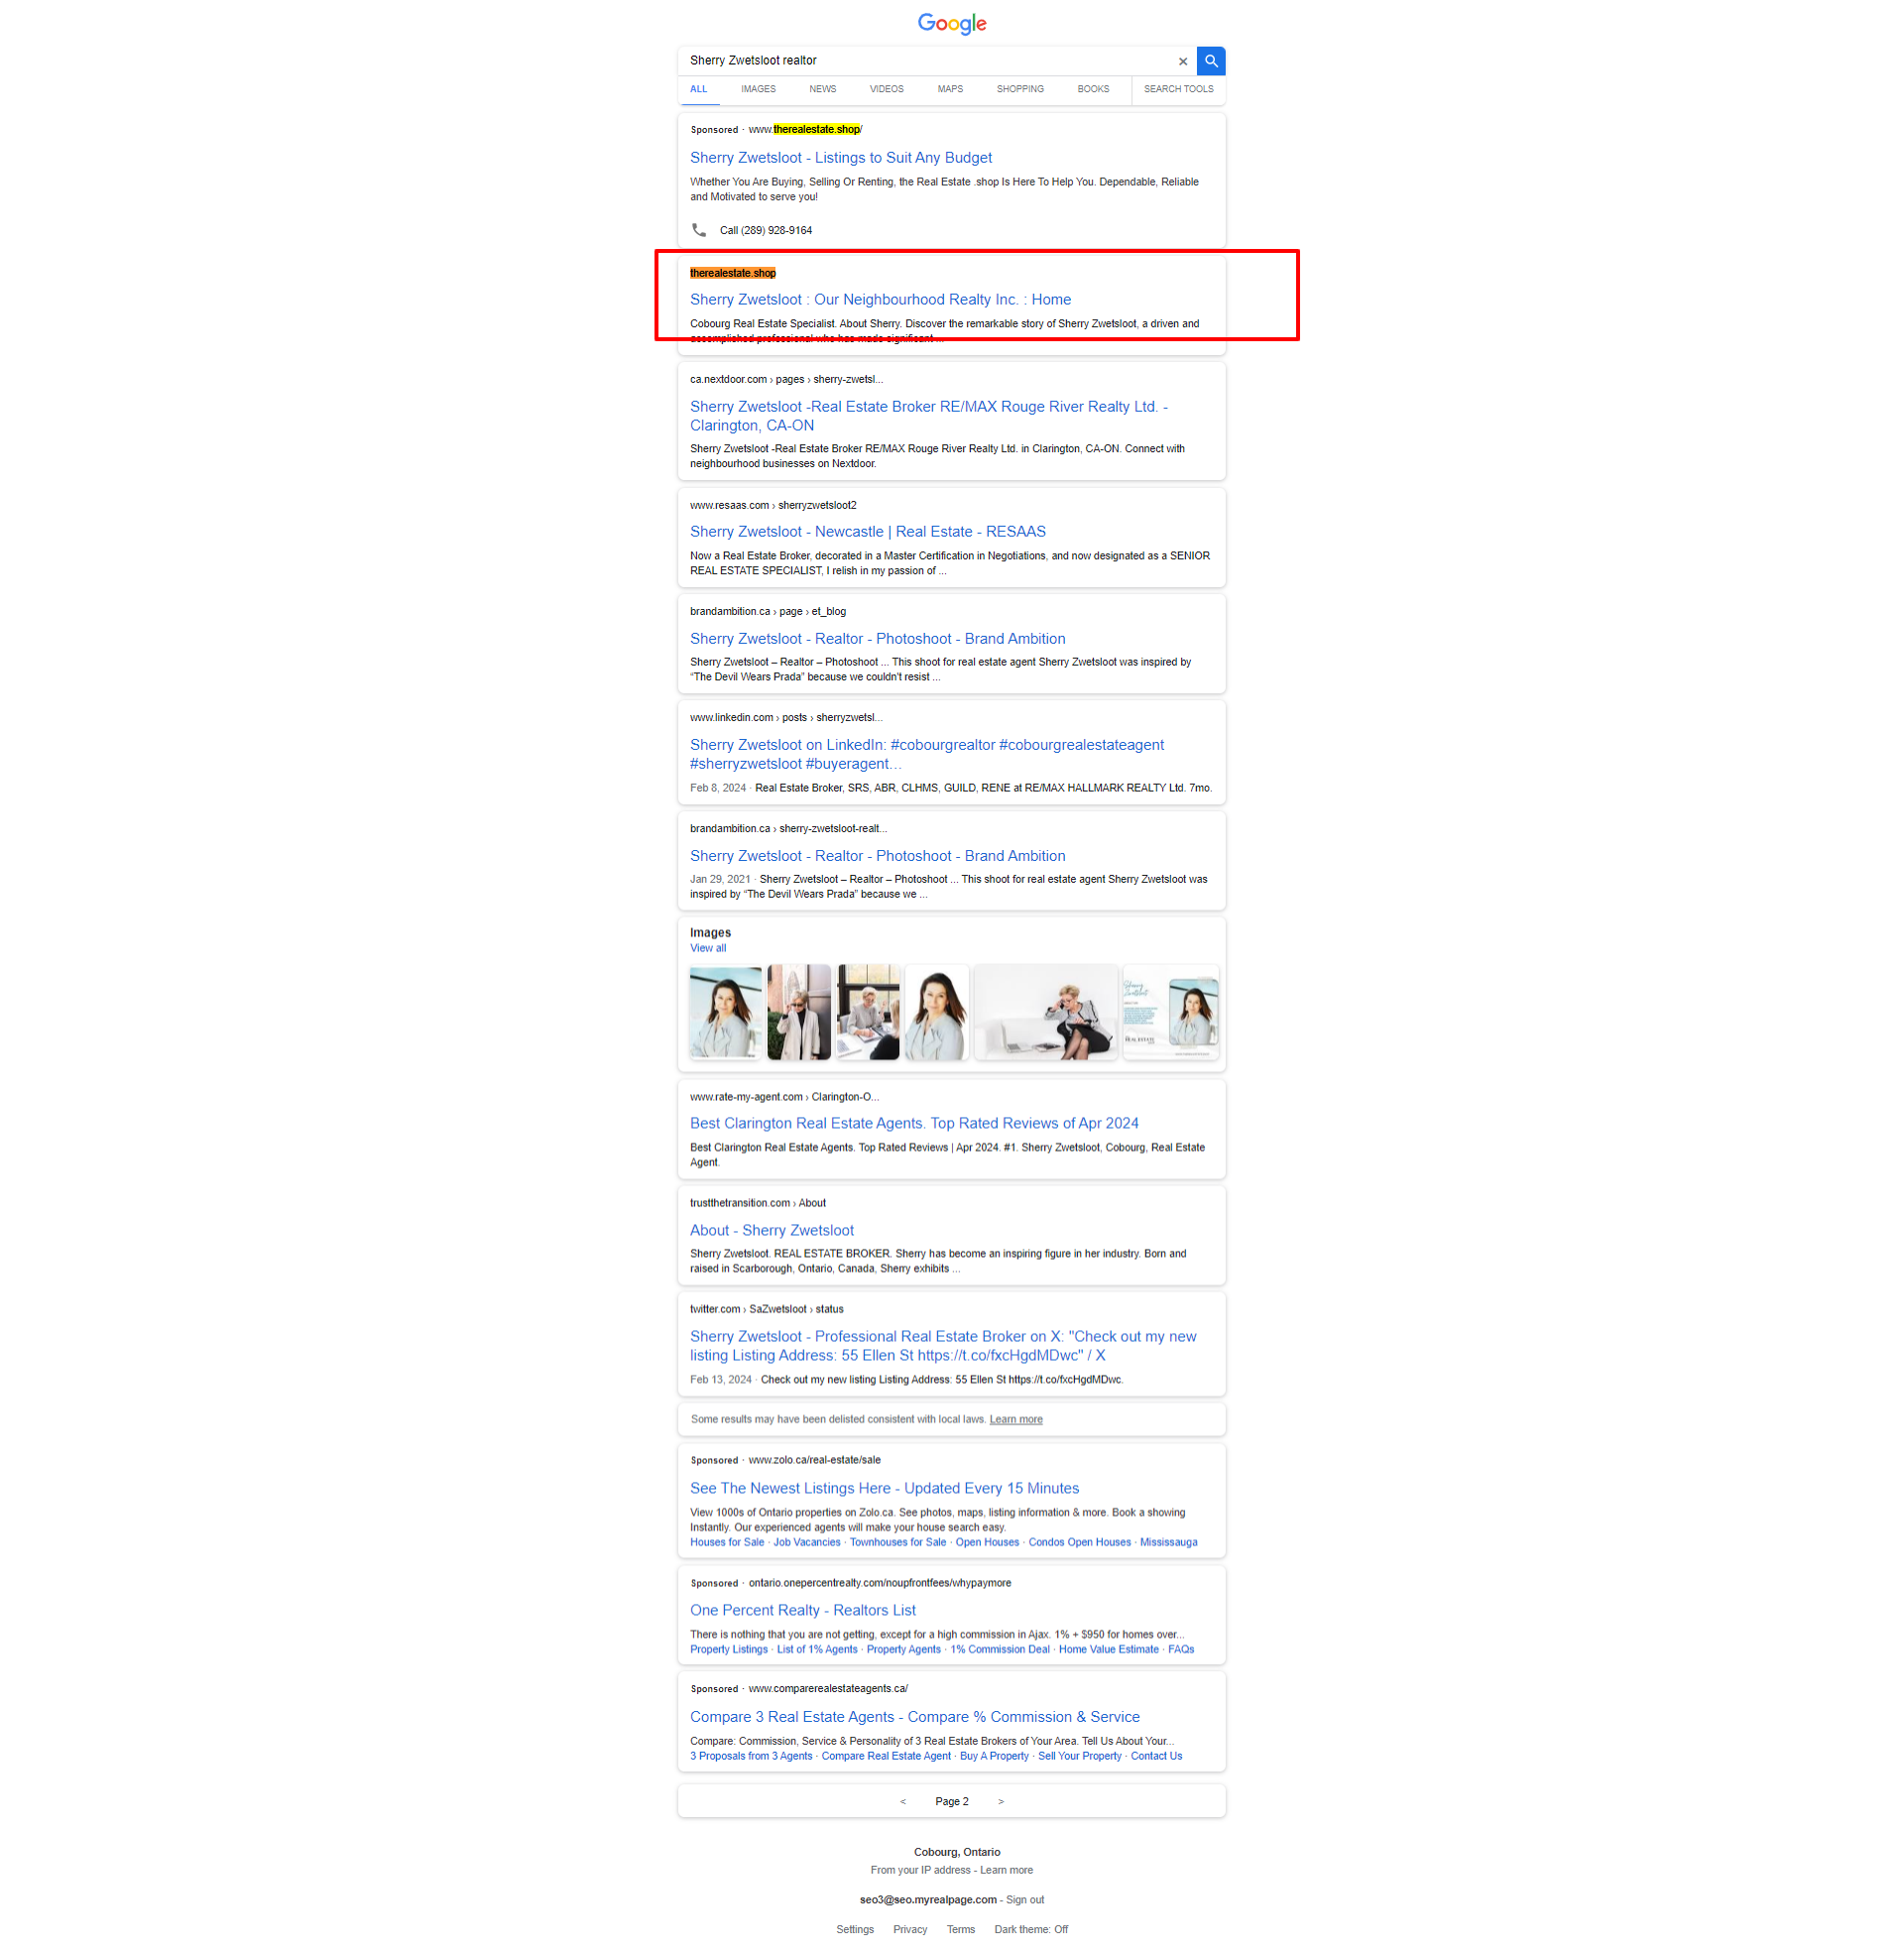 Google
Sherry Zwetsloot realtor
ALL IMAGES NEWS VIDEOS MAPS SHOPPING BOOKS SEARCH TOOLS
Sponsored · www.therealestate.shop/
Sherry Zwetsloot - Listings to Suit Any Budget
Whether You Are Buying, Selling Or Renting, the Real Estate .shop Is Here To Help You. Dependable, Reliable
and Motivated to serve you!
Call (289) 928-9164
therealestate.shop
Sherry Zwetsloot : Our Neighbourhood Realty Inc. : Home
Cobourg Real Estate Specialist. About Sherry. Discover the remarkable story of Sherry Zwetsloot, a driven and
accomplished professional who has made significant ...
ca.nextdoor.com › pages › sherry-zwetsl...
Sherry Zwetsloot -Real Estate Broker RE/MAX Rouge River Realty Ltd. -
Clarington, CA-ON
Sherry Zwetsloot -Real Estate Broker RE/MAX Rouge River Realty Ltd. in Clarington, CA-ON. Connect with
neighbourhood businesses on Nextdoor.
www.resaas.com › sherryzwetsloot2
Sherry Zwetsloot - Newcastle | Real Estate - RESAAS
Now a Real Estate Broker, decorated in a Master Certification in Negotiations, and now designated as a SENIOR
REAL ESTATE SPECIALIST, I relish in my passion of ...
brandambition.ca › page › et_blog
Sherry Zwetsloot - Realtor - Photoshoot - Brand Ambition
Sherry Zwetsloot – Realtor – Photoshoot ... This shoot for real estate agent Sherry Zwetsloot was inspired by
“The Devil Wears Prada” because we couldn’t resist ...
www.linkedin.com › posts › sherryzwetsl...
Sherry Zwetsloot on LinkedIn: #cobourgrealtor #cobourgrealestateagent
#sherryzwetsloot #buyeragent…
Feb 8, 2024 · Real Estate Broker, SRS, ABR, CLHMS, GUILD, RENE at RE/MAX HALLMARK REALTY Ltd. 7mo.
brandambition.ca › sherry-zwetsloot-realt...
Sherry Zwetsloot - Realtor - Photoshoot - Brand Ambition
Jan 29, 2021 · Sherry Zwetsloot – Realtor – Photoshoot ... This shoot for real estate agent Sherry Zwetsloot was
inspired by “The Devil Wears Prada” because we ...
Images
View all
Sherry
Zwetsloot
REAL ESTATE
www.rate-my-agent.com › Clarington-O...
Best Clarington Real Estate Agents. Top Rated Reviews of Apr 2024
Best Clarington Real Estate Agents. Top Rated Reviews | Apr 2024. #1. Sherry Zwetsloot, Cobourg, Real Estate
Agent.
trustthetransition.com › About
About - Sherry Zwetsloot
Sherry Zwetsloot. REAL ESTATE BROKER. Sherry has become an inspiring figure in her industry. Born and
raised in Scarborough, Ontario, Canada, Sherry exhibits ...
twitter.com › SaZwetsloot › status
Sherry Zwetsloot - Professional Real Estate Broker on X: "Check out my new
listing Listing Address: 55 Ellen St https://t.co/fxcHgdMDwc" / X
Feb 13, 2024 · Check out my new listing Listing Address: 55 Ellen St https://t.co/fxcHgdMDwc.
Some results may have been delisted consistent with local laws. Learn more
Sponsored · www.zolo.ca/real-estate/sale
See The Newest Listings Here - Updated Every 15 Minutes
View 1000s of Ontario properties on Zolo.ca. See photos, maps, listing information & more. Book a showing
Instantly. Our experienced agents will make your house search easy.
Houses for Sale · Job Vacancies · Townhouses for Sale · Open Houses · Condos Open Houses · Mississauga
Sponsored · ontario.onepercentrealty.com/noupfrontfees/whypaymore
One Percent Realty - Realtors List
There is nothing that you are not getting, except for a high commission in Ajax. 1% + $950 for homes over...
Property Listings · List of 1% Agents · Property Agents · 1% Commission Deal · Home Value Estimate · FAQs
Sponsored · www.comparerealestateagents.ca/
Compare 3 Real Estate Agents - Compare % Commission & Service
Compare: Commission, Service & Personality of 3 Real Estate Brokers of Your Area. Tell Us About Your...
3 Proposals from 3 Agents · Compare Real Estate Agent · Buy A Property · Sell Your Property · Contact Us
< Page 2 >
Cobourg, Ontario
From your IP address - Learn more
seo3@seo.myrealpage.com - Sign out
Settings Privacy Terms Dark theme: Off